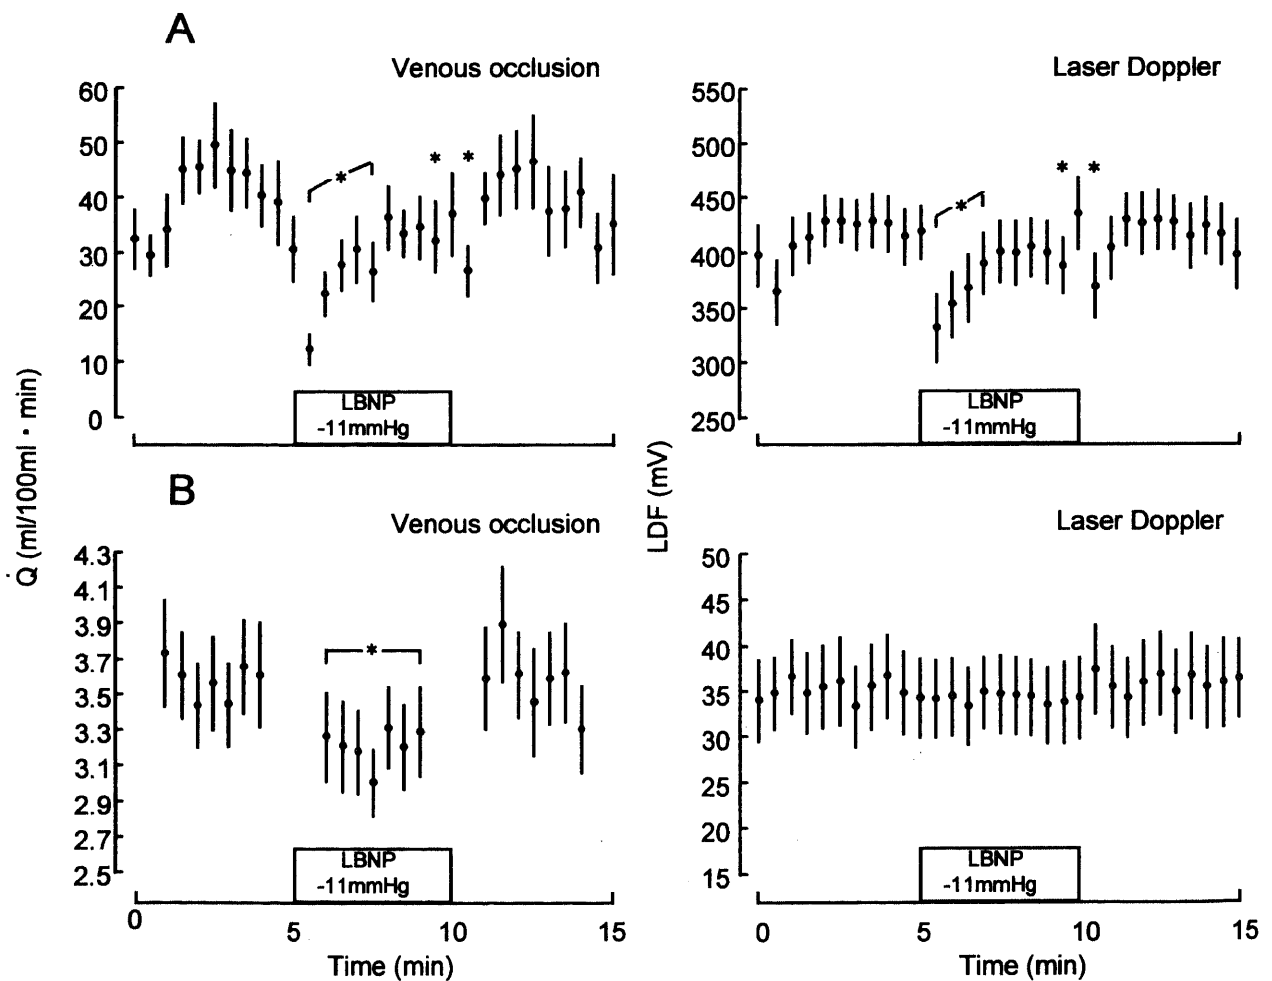 A
Venous occlusion
60
50
40
30
20
10
0
*
*
*
LBNP
-11mmHg
Laser Doppler
550
500
450
400
350
300
250
*
*
*
LBNP
-11mmHg
Q̇ (ml/100ml · min)
LDF (mV)
B
Venous occlusion
4.3
4.1
3.9
3.7
3.5
3.3
3.1
2.9
2.7
2.5
*
LBNP
-11mmHg
0 5 10 15
Time (min)
Laser Doppler
50
45
40
35
30
25
20
15
LBNP
-11mmHg
0 5 10 15
Time (min)